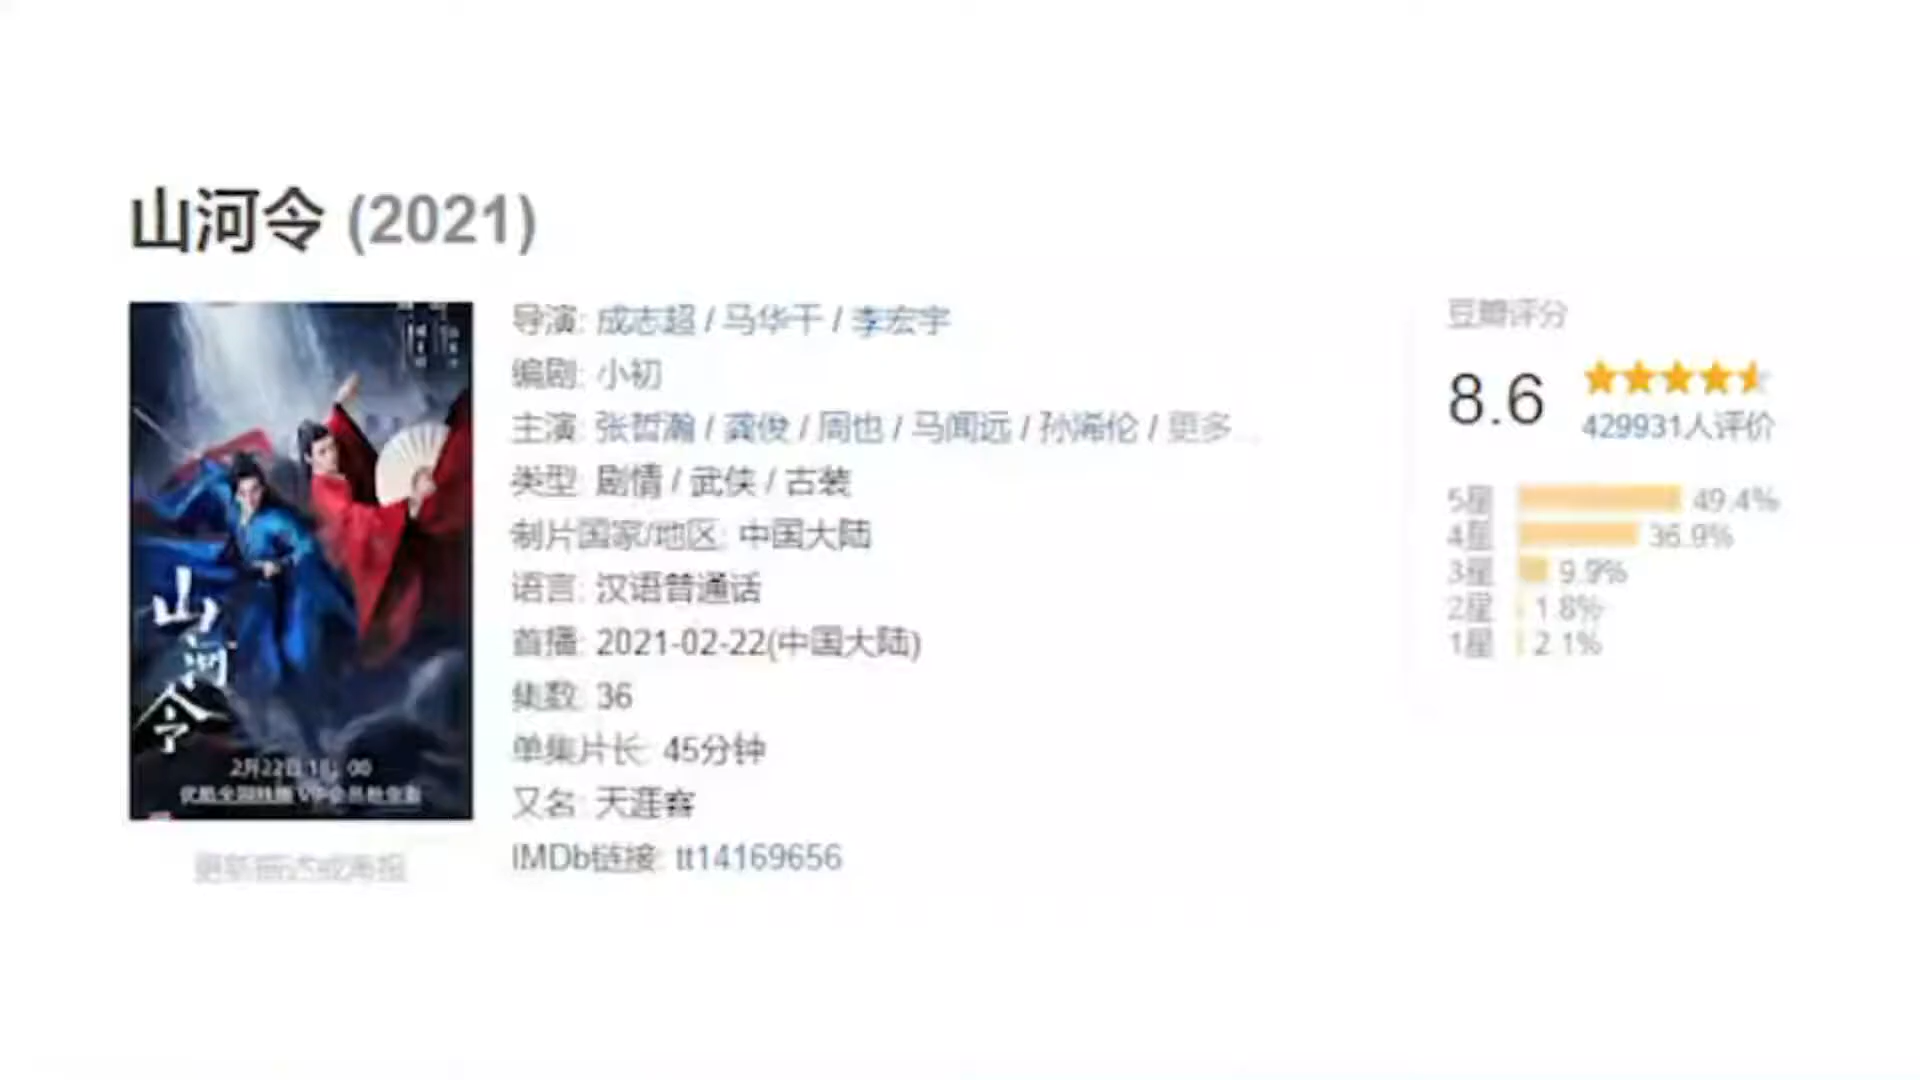 山河令 (2021)
导演: 成志超 / 马华干 / 李宏宇
编剧: 小初
主演: 张哲瀚 / 龚俊 / 周也 / 马闻远 / 孙浠伦 / 更多...
类型: 剧情 / 武侠 / 古装
制片国家/地区: 中国大陆
语言: 汉语普通话
首播: 2021-02-22(中国大陆)
集数: 36
单集片长: 45分钟
又名: 天涯客
IMDb链接: tt14169656
山河令
2月22日
更新描述或海报
豆瓣评分
8.6
429931人评价
5星 49.4%
4星 36.9%
3星 9.9%
2星 1.8%
1星 2.1%